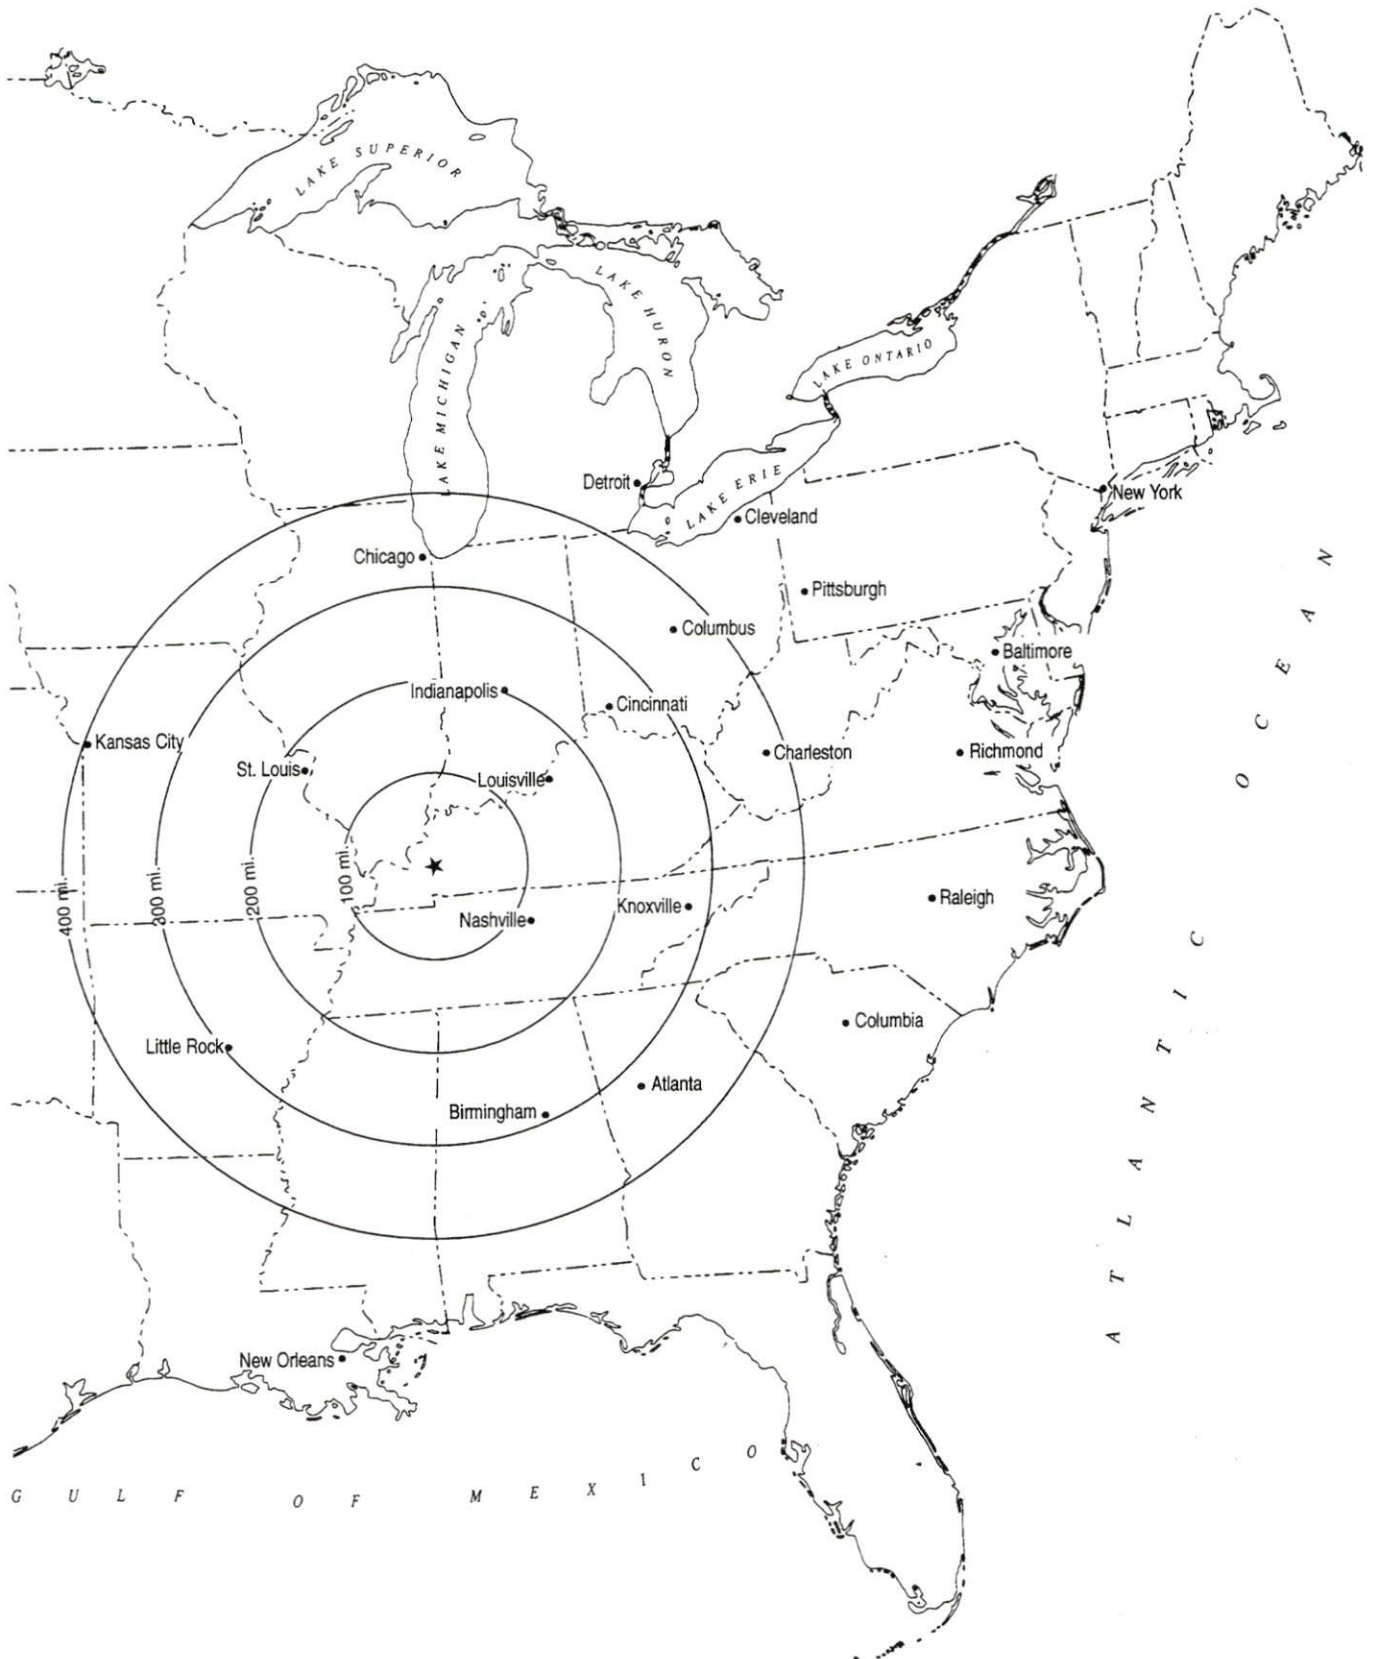 LAKE SUPERIOR
LAKE HURON
LAKE MICHIGAN
LAKE ONTARIO
LAKE ERIE
Detroit
New York
Cleveland
Chicago
Pittsburgh
Columbus
Baltimore
Indianapolis
Cincinnati
Kansas City
Charleston
Richmond
St. Louis
Louisville
400 mi.
300 mi.
200 mi.
100 mi.
Nashville
Knoxville
Raleigh
Columbia
Little Rock
Atlanta
Birmingham
New Orleans
ATLANTIC OCEAN
GULF OF MEXICO